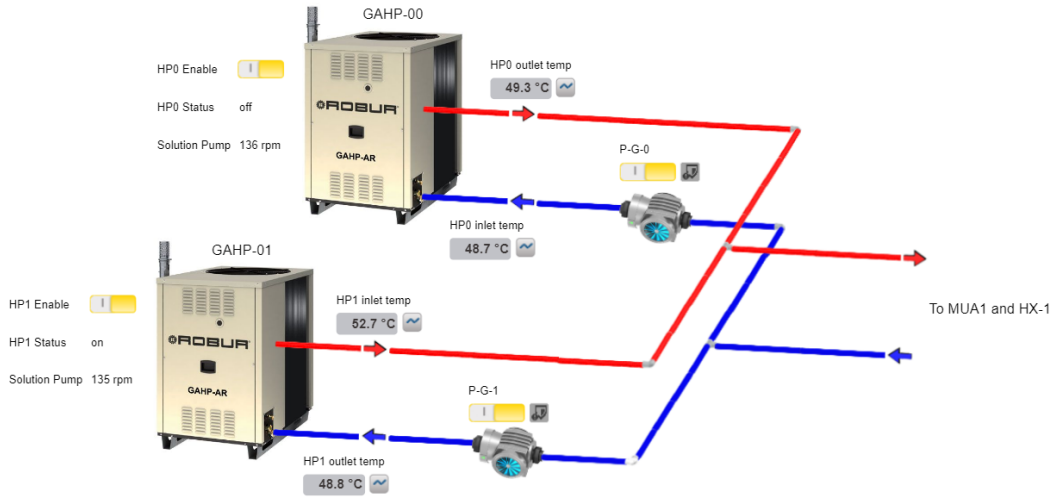 GAHP-00
HP0 Enable
HP0 Status off
Solution Pump 136 rpm
ROBUR
GAHP-AR
HP0 outlet temp
49.3 °C
P-G-0
HP0 inlet temp
48.7 °C
GAHP-01
HP1 Enable
HP1 Status on
Solution Pump 135 rpm
ROBUR
GAHP-AR
HP1 inlet temp
52.7 °C
To MUA1 and HX-1
P-G-1
HP1 outlet temp
48.8 °C